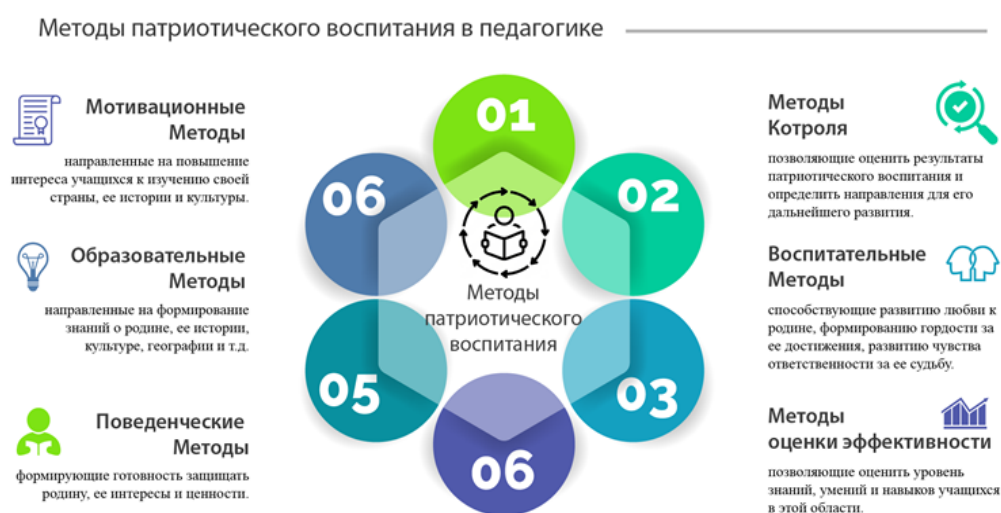 Методы патриотического воспитания в педагогике
Мотивационные
Методы
направленные на повышение
интереса учащихся к изучению своей
страны, ее истории и культуры.
Образовательные
Методы
направленные на формирование
знаний о родине, ее истории,
культуре, географии и т.д.
Поведенческие
Методы
формирующие готовность защищать
родину, ее интересы и ценности.
01
02
03
06
05
06
Методы
патриотического
воспитания
Методы
Котроля
позволяющие оценить результаты
патриотического воспитания и
определить направления для его
дальнейшего развития.
Воспитательные
Методы
способствующие развитию любви к
родине, формированию гордости за
ее достижения, развитию чувства
ответственности за ее судьбу.
Методы
оценки эффективности
позволяющие оценить уровень
знаний, умений и навыков учащихся
в этой области.